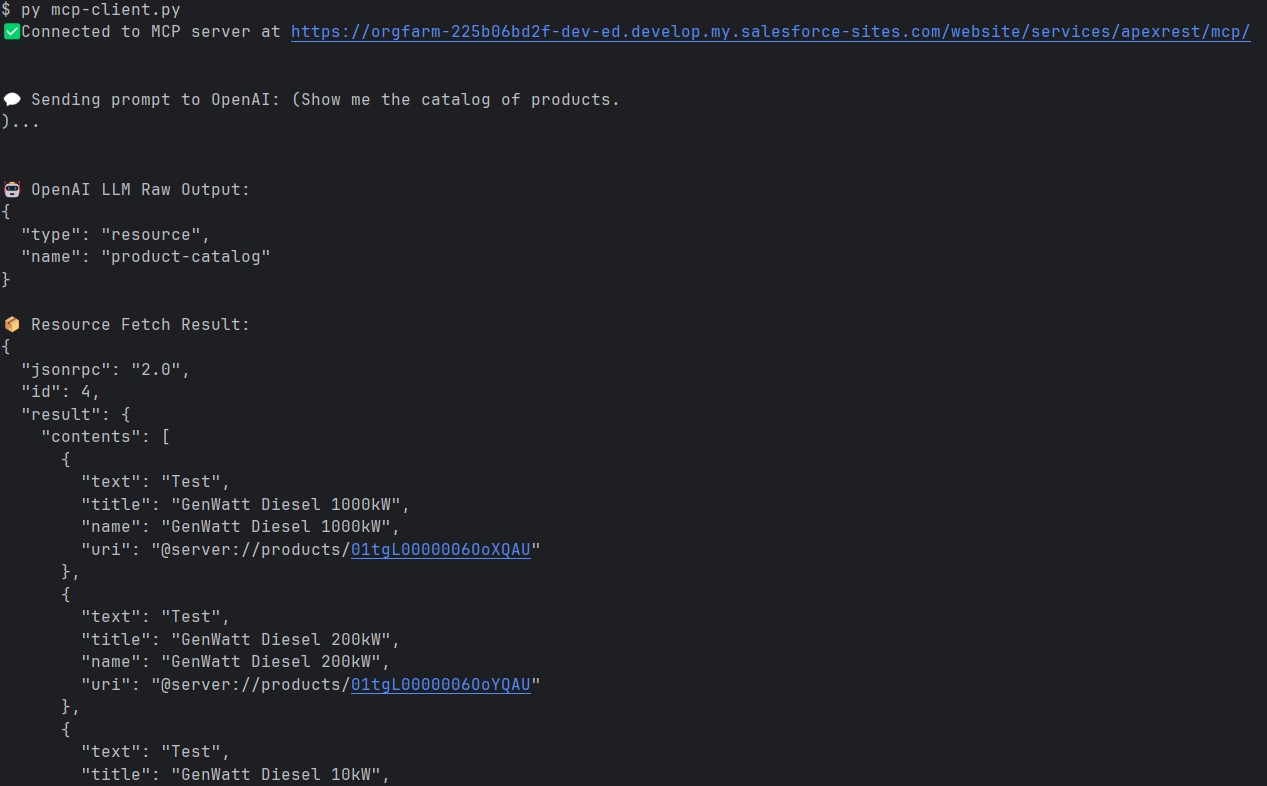 $ py mcp-client.py
✅Connected to MCP server at https://orgfarm-225b06bd2f-dev-ed.develop.my.salesforce-sites.com/website/services/apexrest/mcp/
💬 Sending prompt to OpenAI: (Show me the catalog of products.
)...
🤖 OpenAI LLM Raw Output:
{
  "type": "resource",
  "name": "product-catalog"
}
📦 Resource Fetch Result:
{
  "jsonrpc": "2.0",
  "id": 4,
  "result": {
    "contents": [
      {
        "text": "Test",
        "title": "GenWatt Diesel 1000kW",
        "name": "GenWatt Diesel 1000kW",
        "uri": "@server://products/01tgL0000006OoXQAU"
      },
      {
        "text": "Test",
        "title": "GenWatt Diesel 200kW",
        "name": "GenWatt Diesel 200kW",
        "uri": "@server://products/01tgL0000006OoYQAU"
      },
      {
        "text": "Test",
        "title": "GenWatt Diesel 10kW",